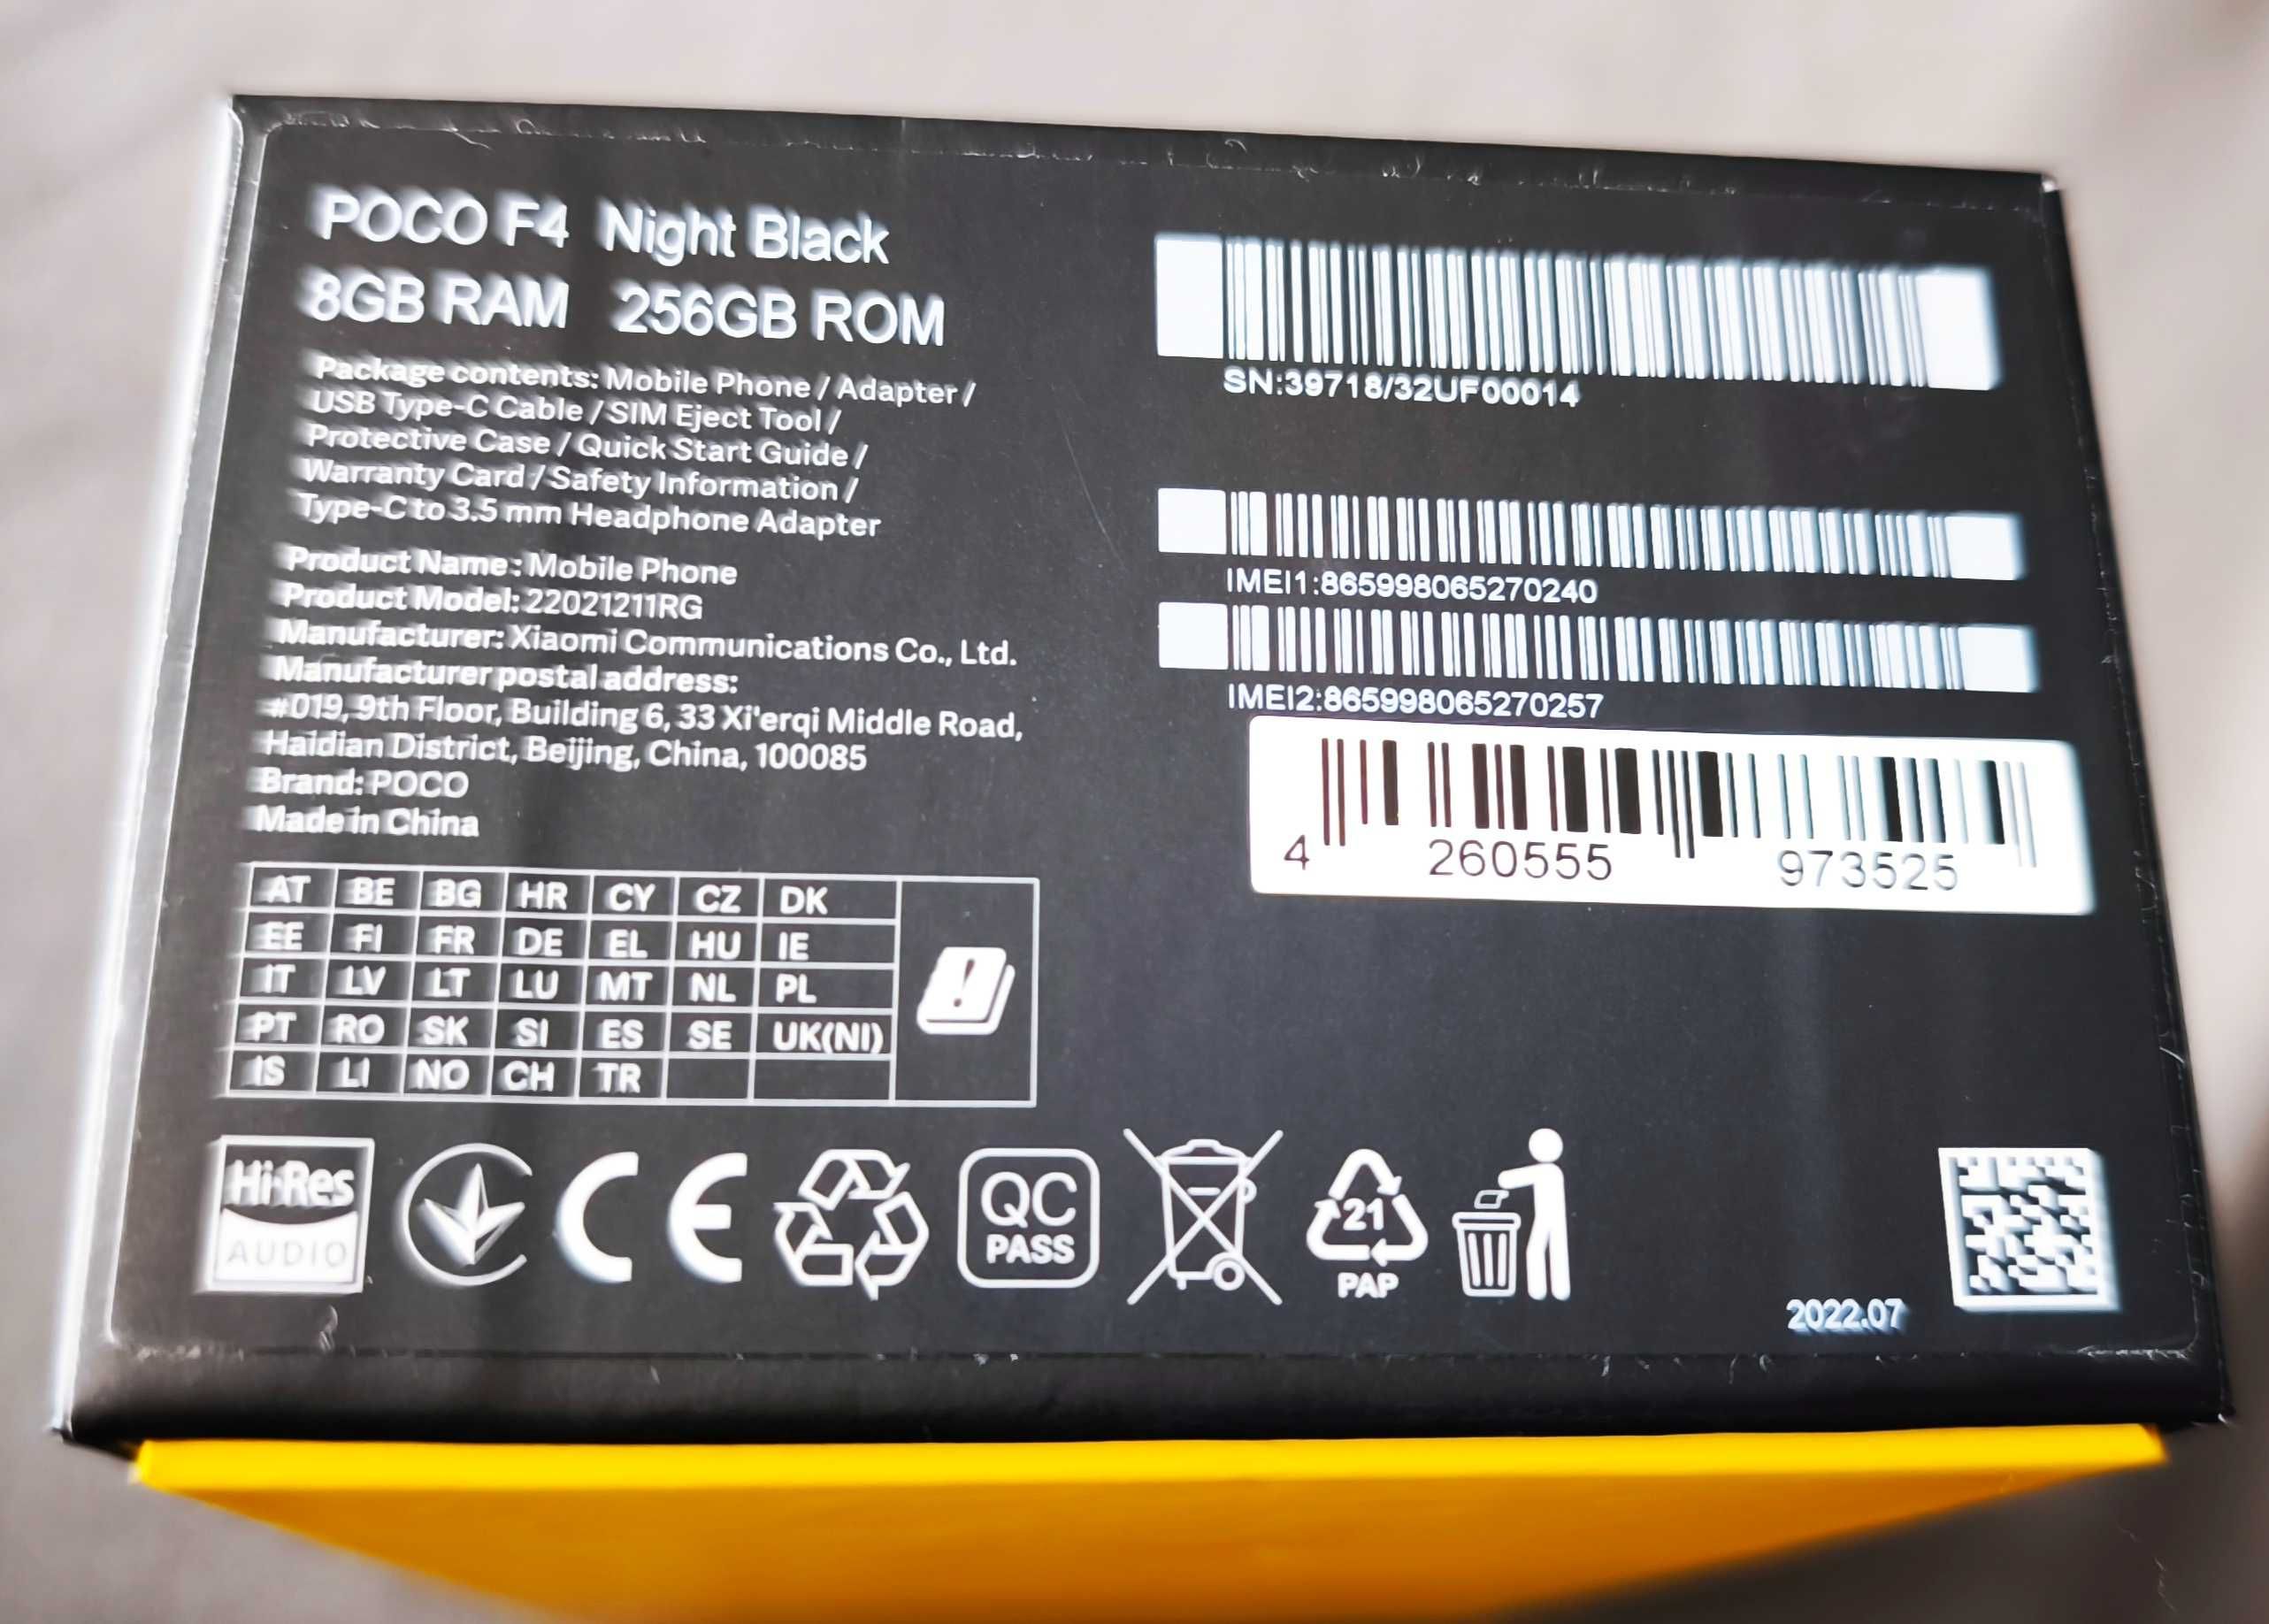 POCO F4 Night Black
8GB RAM 256GB ROM
Package contents: Mobile Phone / Adapter /
USB Type-C Cable / SIM Eject Tool /
Protective Case / Quick Start Guide /
Warranty Card / Safety Information /
Type-C to 3.5 mm Headphone Adapter
Product Name: Mobile Phone
Product Model: 22021211RG
Manufacturer: Xiaomi Communications Co., Ltd.
Manufacturer postal address:
#019, 9th Floor, Building 6, 33 Xi'erqi Middle Road,
Haidian District, Beijing, China, 100085
Brand: POCO
Made in China
AT BE BG HR CY CZ DK
EE FI FR DE EL HU IE
IT LV LT LU MT NL PL
PT RO SK SI ES SE UK(NI)
IS LI NO CH TR
!
SN:39718/32UF00014
IMEI1:865998065270240
IMEI2:865998065270257
4 260555 973525
Hi-Res
AUDIO
CE
QC
PASS
21
PAP
2022.07